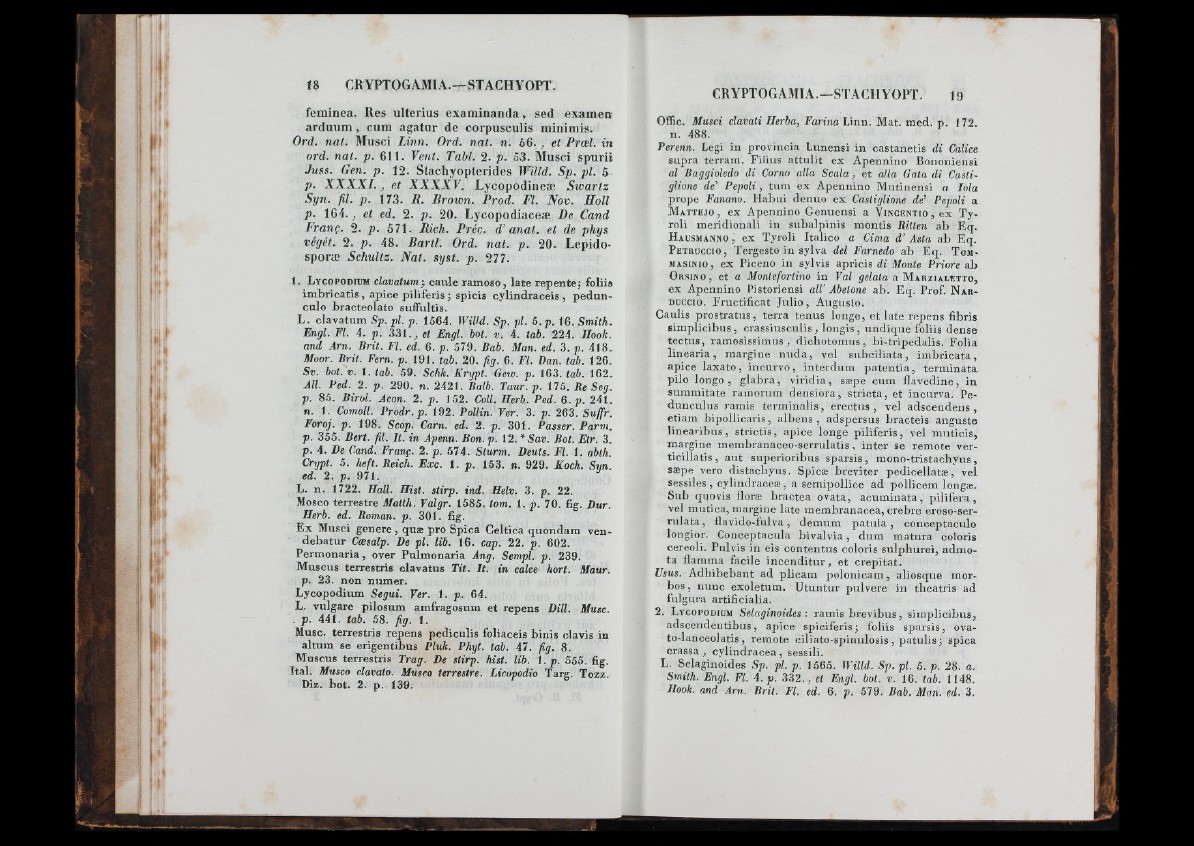 18 CRYPTOGAMIA.—STACHYOPT.
feminea. Res ulterius examinanda, sed examen
arduum, cum agatur de corpusculis minimis.
Ord. nat. Musci Linn. Ord. nat. n. 56., et Præl. in
ord. nat. p. 611. Vent. Tabl. 2. p. 53. Musci spurii
Juss. Gen. p. 12. Stachyopterides Willd. Sp. pl. 5.
p. XXXXI., et XXXXV. Lycopodineæ Swartz
Syn. fil. p. 173. R. Brown. Prod. Fl. Nov. Holl
p. 164., et ed. 2. p. 20. Lycopodiaceæ De Cand
Franç. 2. p. 571. Rich. Préc. d'anat. et de phys
végét. 2. p. 48. Bartl. Ord. nat. p. 20. Lepido-
sporæ Schultz. Nat. syst. p. 277.
1. LYCOPODIUM clavatum; caule ramoso, late repente; foliis
imbricatis, apice piliferis; spicis cylindraceis, pedun-
culo bracteolato suffultis.
L. clavatum Sp. pl. p. 1564. Willd. Sp. pl. 5. p. 16. Smith.
Engl. Fl. 4. p. 331., et Engl. bot. v. 4. tab. 224. Hook.
and Arn. Brit. Fl. ed. 6. p. 579. Bab. Man. ed. 3. p. 418.
Moor. Brit. Fern. p. 191. tab. 20. fig. 6. Fl. Dan. tab. 126.
Sv. bot. v. 1. tab. 59. Schk. Krypt. Gew. p. 163. tab. 162.
All. Ped. 2. p. 290. n. 2421. Balb. Taur. p. 175. Re Seg.
p. 85. Birol. Acon. 2. p. 152. Coll. Herb. Ped. 6. p. 241.
n. 1. Comoll. Prodr. p. 192. Pollin. Ver. 3. p. 263. Suffr.
Foroj. p. 198. Scop. Carn. ed. 2. p. 301. Passer. Parm.
p. 355. Bert. fil. It. in Apenn. Bon. p. 12. * Sav. Bot. Etr. 3.
p. 4. De Cand. Franç. 2. p. 574. Sturm. Deuts. Fl. 1. abth.
Crypt. 5. heft. Reich. Exc. 1. p. 153. n. 929. Koch. Syn.
ed. 2. p. 971.
L. n. 1722. Hall. Hist. stirp. ind. Helv. 3. p. 22.
Mosco terrestre Matth. Valgr. 1585. tom. 1. p. 70. fig. Dur.
Herb. ed. Roman. p. 301. fig.
Ex Musci genere, quæ pro Spica Celtica quondam ven-
debatur Cæsalp. De pl. lib. 16. cap. 22. p. 602.
Permonaria, over Pulmonaria Ang. Sempl. p. 239.
Muscus terrestris clavatus Tit. It. in calce hort. Maur.
p. 23. non numer.
Lycopodium Segui. Ver. 1. p. 64.
L. vulgare pilosum amfragosum et repens Dill. Musc.
p. 441. tab. 58. fig. 1.
Musc. terrestris repens pediculis foliaceis binis clavis in
altum se erigentibus Pluk. Phyt. tab. 47. fig. 8.
Muscus terrestris Trag. De stirp. hist. lib. 1. p. 555. fig.
Ital. Musco clavato. Musco terrestre. Licopodio Targ. Tozz.
Diz. bot. 2. p. 139.
CRYPTOGAMIA.—STACHYOPT. 19
Offic. Musci clavati Herba, Farina Linn. Mat. med. p. 172.
n. 488.
Perenn. Legi in provincia Lunensi in castanetis di Calice
supra terram. Filius attulit ex Apennino Bononiensi
al Baggioledo di Corno alla Scala, et alla Gata di Casti-
glione de' Pepoli, tum ex Apennino Mutinensi a Iola
prope Fanano. Habui denuo ex Castiglione de' Pepoli a
MATTEJO, ex Apennino Genuensi a VINCENTIO, ex Ty-
roli meridionali in subalpinis montis Ritten ab Eq.
HAUSMANNO, ex Tyroli Italico a Cima d' Asta ab Eq.
PETRUCCIO, Tergesto in sylva del Farnedo ab Eq. TOM-
MASINIO, ex Piceno in sylvis apricis di Monte Priore ab
ORSINO, et a Montefortino in Val gelata a MARZIALETTO,
ex Apennino Pistoriensi all' Abetone ab. Eq. Prof. NAR-
DUCCIO. Fructificat Julio, Augusto.
Caulis prostratus, terra tenus longe, et late repens fibris
simplicibus, crassiusculis, longis, undique foliis dense
tectus, ramosissimus, dichotomus, bi-tripedalis. Folia
linearia, margine nuda, vel subciliata, imbricata,
apice laxato, incurvo, interdum patentia, terminata
pilo longo, glabra, viridia, sæpe cum flavedine, in
summitate ramorum densiora, stricta, et incurva. Pe-
dunculus ramis terminalis, erectus, vel adscendens,
etiam bipollicaris, albens, adspersus bracteis anguste
linearibus, strictis, apice longe piliferis, vel muticis,
margine membranaceo-serrulatis, inter se remote ver-
ticillatis, aut superioribus sparsis, mono-tristachyus,
sæpe vero distachyus. Spicæ breviter pedicellatæ, vel
sessiles, cylindraceæ, a semipollice ad pollicem longæ.
Sub quovis flore bractea ovata, acuminata, pilifera,
vel mutica, margine late membranacea, crebre eroso-ser-
rulata, flavido-fulva, demum patula, conceptaculo
longior. Conceptacula bivalvia, dum matura coloris
cereoli. Pulvis in eis contentus coloris sulphurei, admo-
ta flamma facile incenditur, et crepitat.
Usus. Adhibebant ad plicam polonicam, aliosque mor-
bos, nunc exoletum. Utuntur pulvere in theatris ad
fulgura artificialia.
2. LYCOPODIUM Selaginoides: ramis brevibus, simplicibus,
adscendentibus, apice spiciferis; foliis sparsis, ova-
to-lanceolatis, remote ciliato-spinulosis, patulis; spica
crassa, cylindracea, sessili.
L. Selaginoides Sp. pl. p. 1565. Willd. Sp. pl. 5. p. 28. a.
Smith. Engl. Fl. 4. p. 332., et Engl. bot. v. 16. tab. 1148.
Hook. and Arn. Brit. Fl. ed. 6. p. 579. Bab. Man. ed. 3.